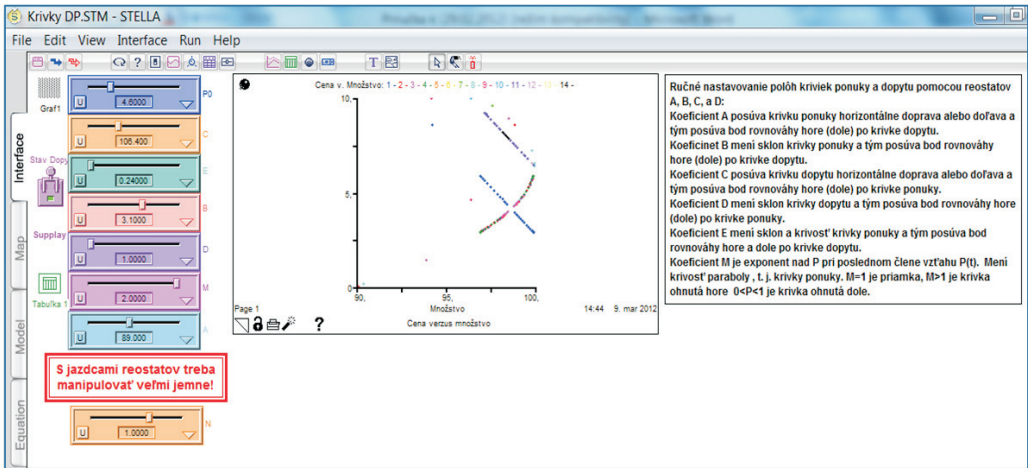 Krivky DP.STM - STELLA
File Edit View Interface Run Help
Graf1
Stav Dopy
Supplay
Tabuľka 1
Interface
Map
Model
Equation
U 4.6000 P0
U 106.400 C
U 0.24000 E
U 3.1000 B
U 1.0000 D
U 2.0000 M
U 89.000 A
S jazdcami reostatov treba
manipulovať veľmi jemne!
U 1.0000 N
Cena v. Množstvo: 1 - 2 - 3 - 4 - 5 - 6 - 7 - 8 - 9 - 10 - 11 - 12 - 13 - 14 -
10,
5,
0,
90, 95, 100,
Page 1 Množstvo 14:44 9. mar 2012
? Cena verzus množstvo
Ručné nastavovanie polôh kriviek ponuky a dopytu pomocou reostatov
A, B, C, a D:
Koeficient A posúva krivku ponuky horizontálne doprava alebo doľava a
tým posúva bod rovnováhy hore (dole) po krivke dopytu.
Koeficinet B mení sklon krivky ponuky a tým posúva bod rovnováhy
hore (dole) po krivke dopytu.
Koeficient C posúva krivku dopytu horizontálne doprava alebo doľava a
tým posúva bod rovnováhy hore (dole) po krivke ponuky.
Koeficient D mení sklon krivky dopytu a tým posúva bod rovnováhy hore
(dole) po krivke ponuky.
Koeficient E mení sklon a krivosť krivky ponuky a tým posúva bod
rovnováhy hore a dole po krivke dopytu.
Koeficient M je exponent nad P pri poslednom člene vzťahu P(t). Mení
krivosť paraboly , t. j. krivky ponuky. M=1 je priamka, M>1 je krivka
ohnutá hore 0<P<1 je krivka ohnutá dole.